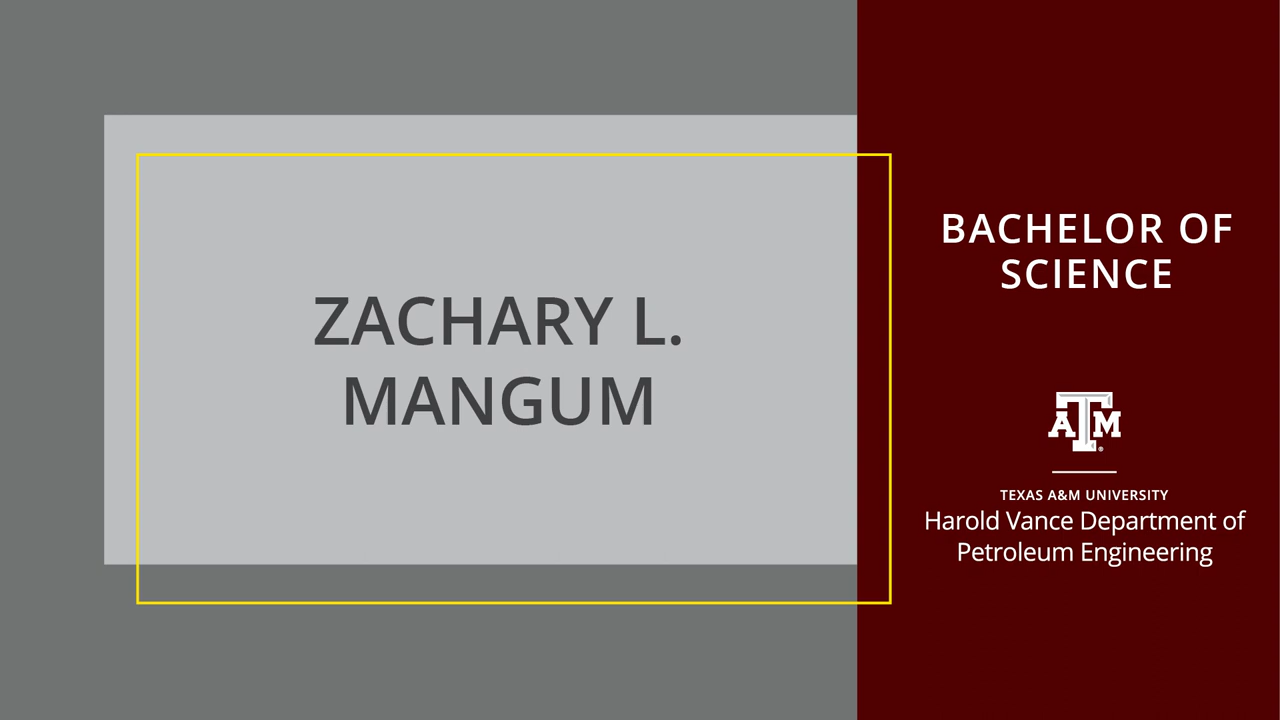 ZACHARY L.
MANGUM
BACHELOR OF
SCIENCE
ATM®
TEXAS A&M UNIVERSITY
Harold Vance Department of
Petroleum Engineering